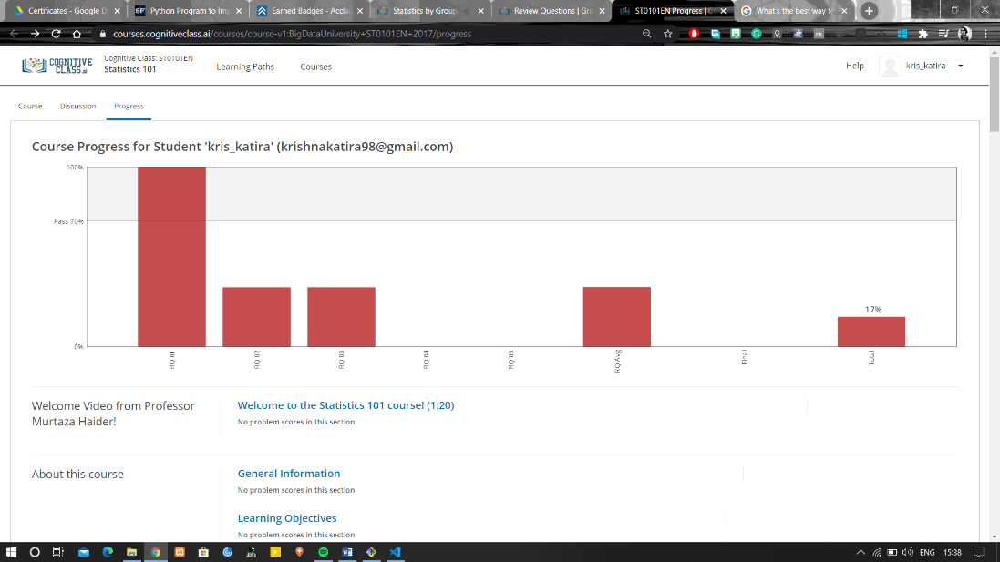 Certificates - Google D
Python Program to Im
Earned Badges - Acclai
Statistics by Group
Review Questions | Gra
ST0101EN Progress | C
What's the best way to
courses.cognitiveclass.ai/courses/course-v1:BigDataUniversity+ST0101EN+2017/progress
COGNITIVE CLASS.ai
Cognitive Class: ST0101EN
Statistics 101
Learning Paths
Courses
Help
kris_katira
Course
Discussion
Progress
Course Progress for Student 'kris_katira' (krishnakatira98@gmail.com)
100%
Pass 70%
0%
17%
RQ 01
RQ 02
RQ 03
RQ 04
RQ 05
RQ Avg
Final
Total
Welcome Video from Professor
Murtaza Haider!
Welcome to the Statistics 101 course! (1:20)
No problem scores in this section
About this course
General Information
No problem scores in this section
Learning Objectives
No problem scores in this section
ENG
15:38